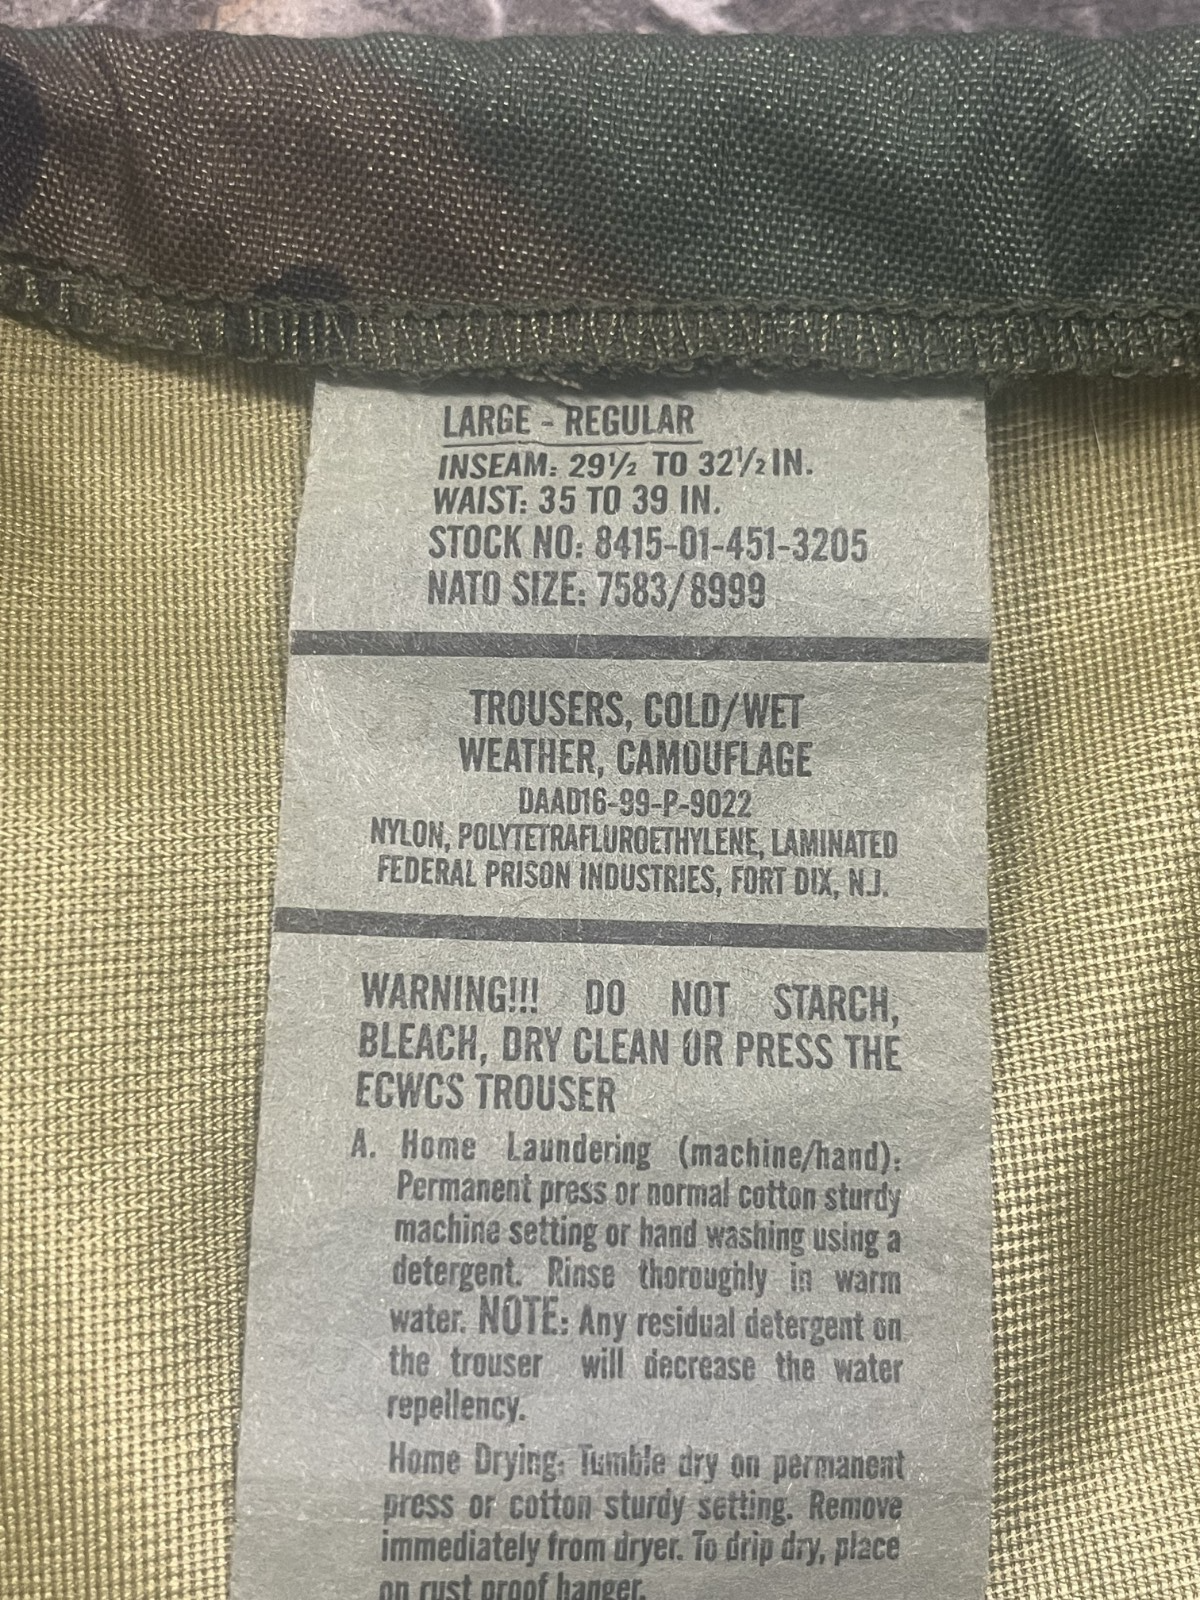 LARGE - REGULAR
INSEAM: 29½ TO 32½ IN.
WAIST: 35 TO 39 IN.
STOCK NO: 8415-01-451-3205
NATO SIZE: 7583/8999
TROUSERS, COLD/WET
WEATHER, CAMOUFLAGE
DAAD16-99-P-9022
NYLON, POLYTETRAFLUROETHYLENE, LAMINATED
FEDERAL PRISON INDUSTRIES, FORT DIX, N.J.
WARNING!!! DO NOT STARCH,
BLEACH, DRY CLEAN OR PRESS THE
ECWCS TROUSER
A. Home Laundering (machine/hand):
Permanent press or normal cotton sturdy
machine setting or hand washing using a
detergent. Rinse thoroughly in warm
water. NOTE: Any residual detergent on
the trouser will decrease the water
repellency.
Home Drying: Tumble dry on permanent
press or cotton sturdy setting. Remove
immediately from dryer. To drip dry, place
on rust proof hanger.